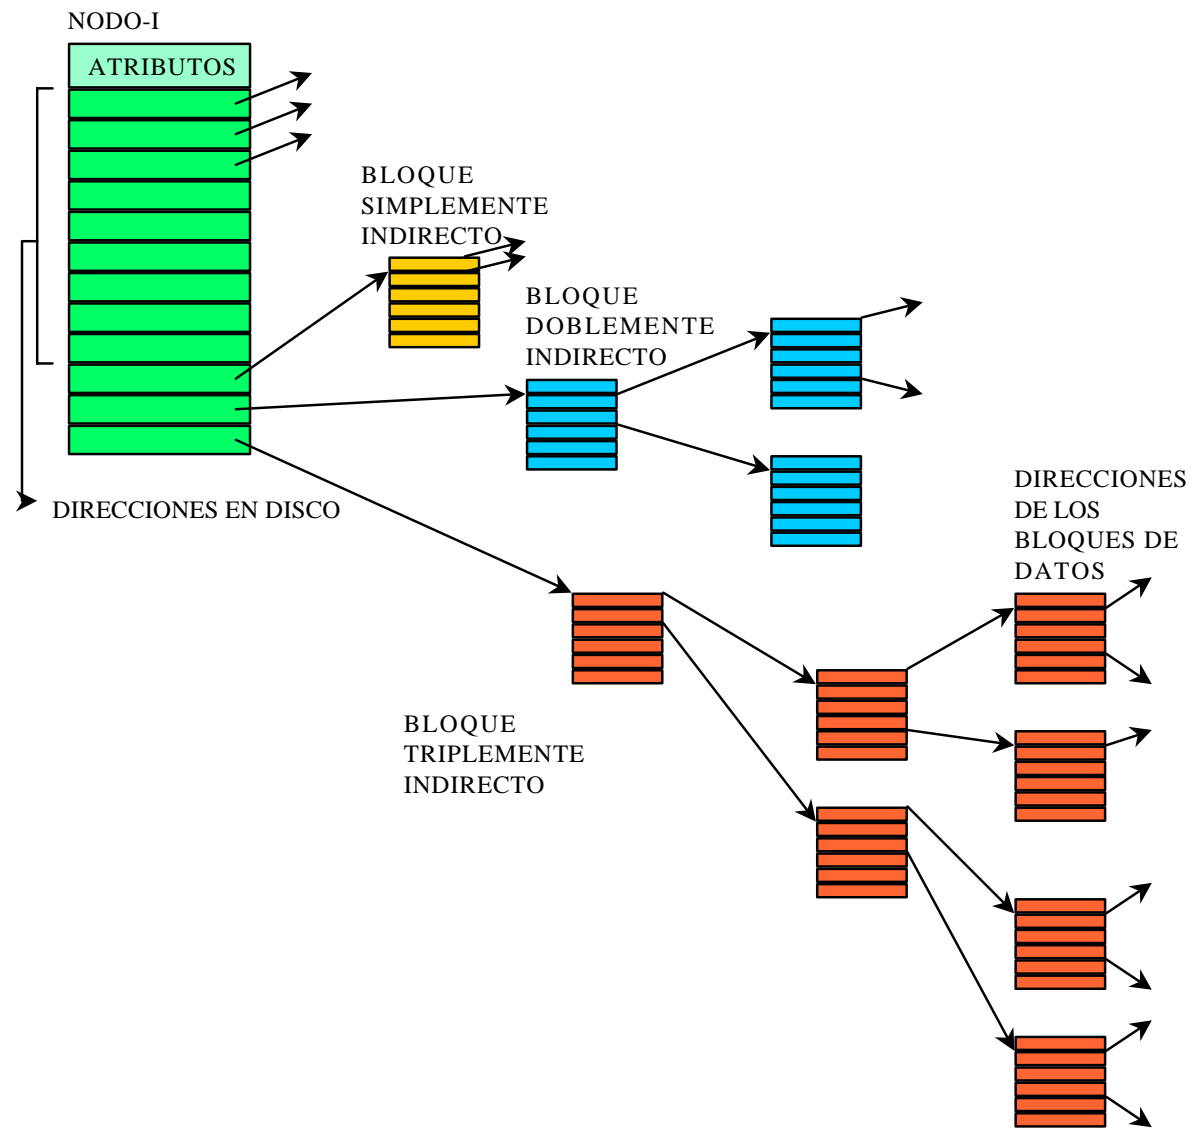 NODO-I
ATRIBUTOS
BLOQUE
SIMPLEMENTE
INDIRECTO
BLOQUE
DOBLEMENTE
INDIRECTO
DIRECCIONES EN DISCO
DIRECCIONES
DE LOS
BLOQUES DE
DATOS
BLOQUE
TRIPLEMENTE
INDIRECTO